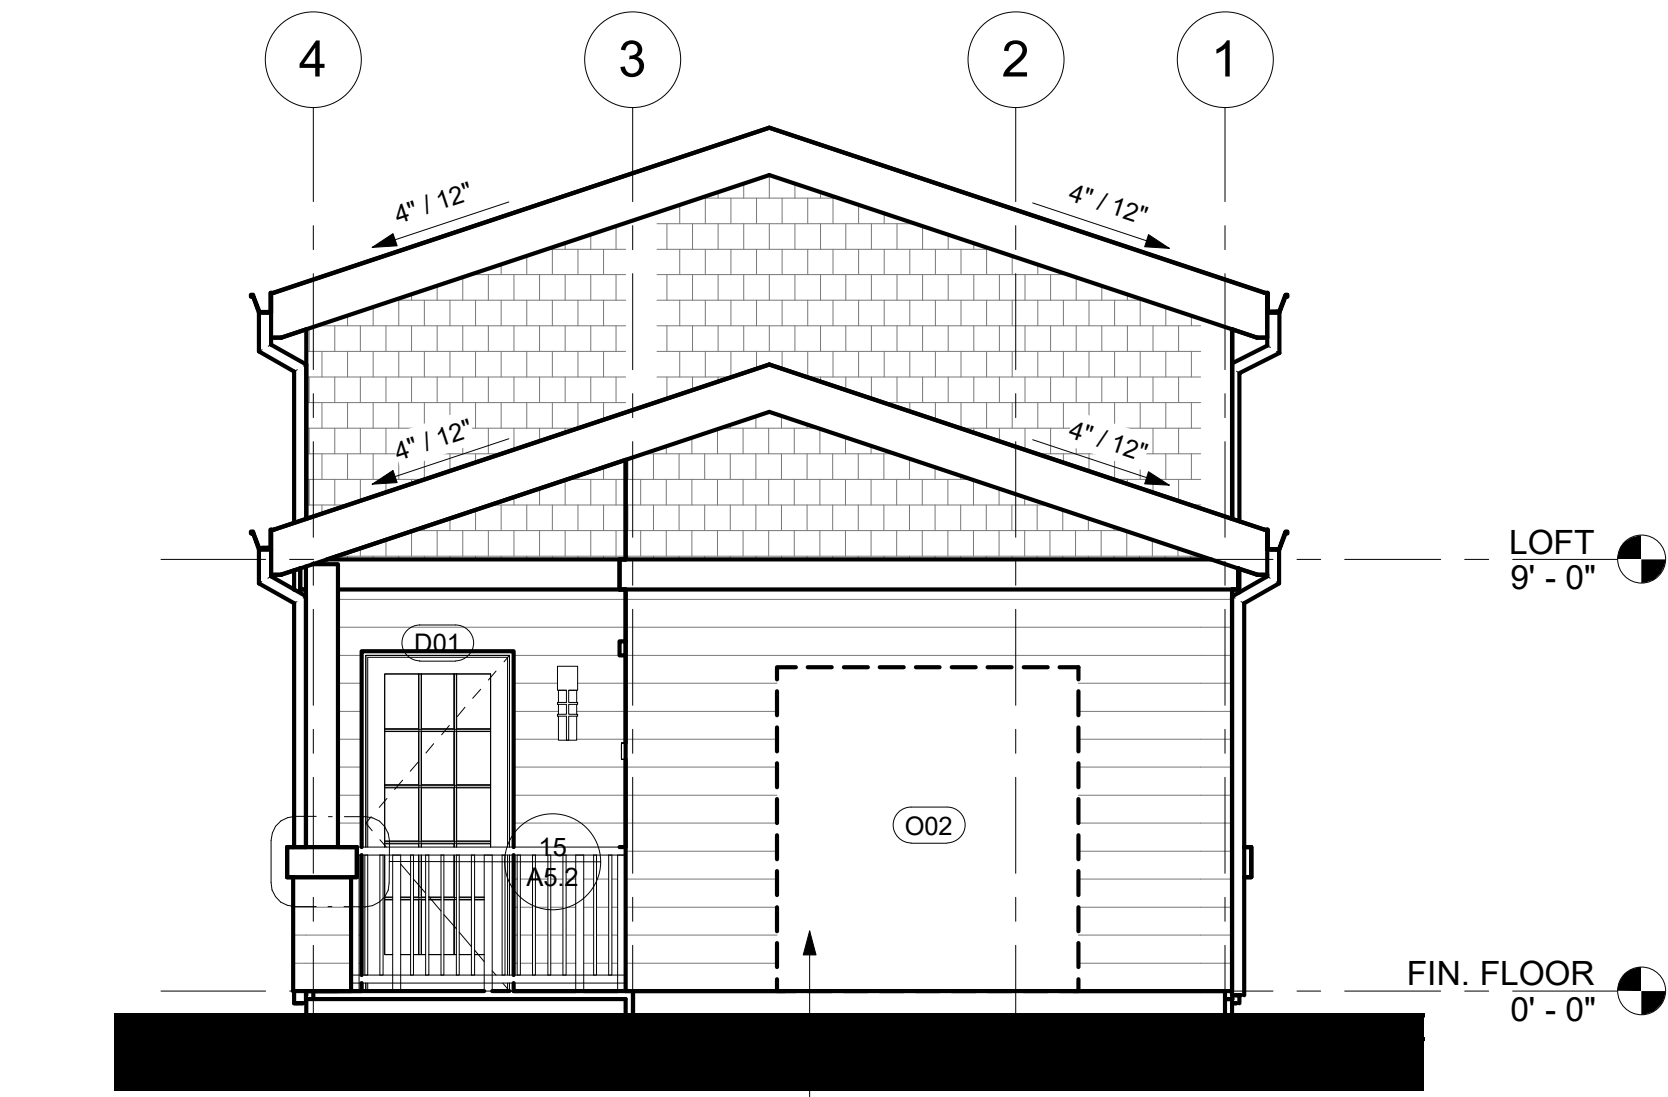 4
3
2
1
4" / 12"
4" / 12"
4" / 12"
4" / 12"
LOFT
9' - 0"
D01
O02
15
A5.2
FIN. FLOOR
0' - 0"